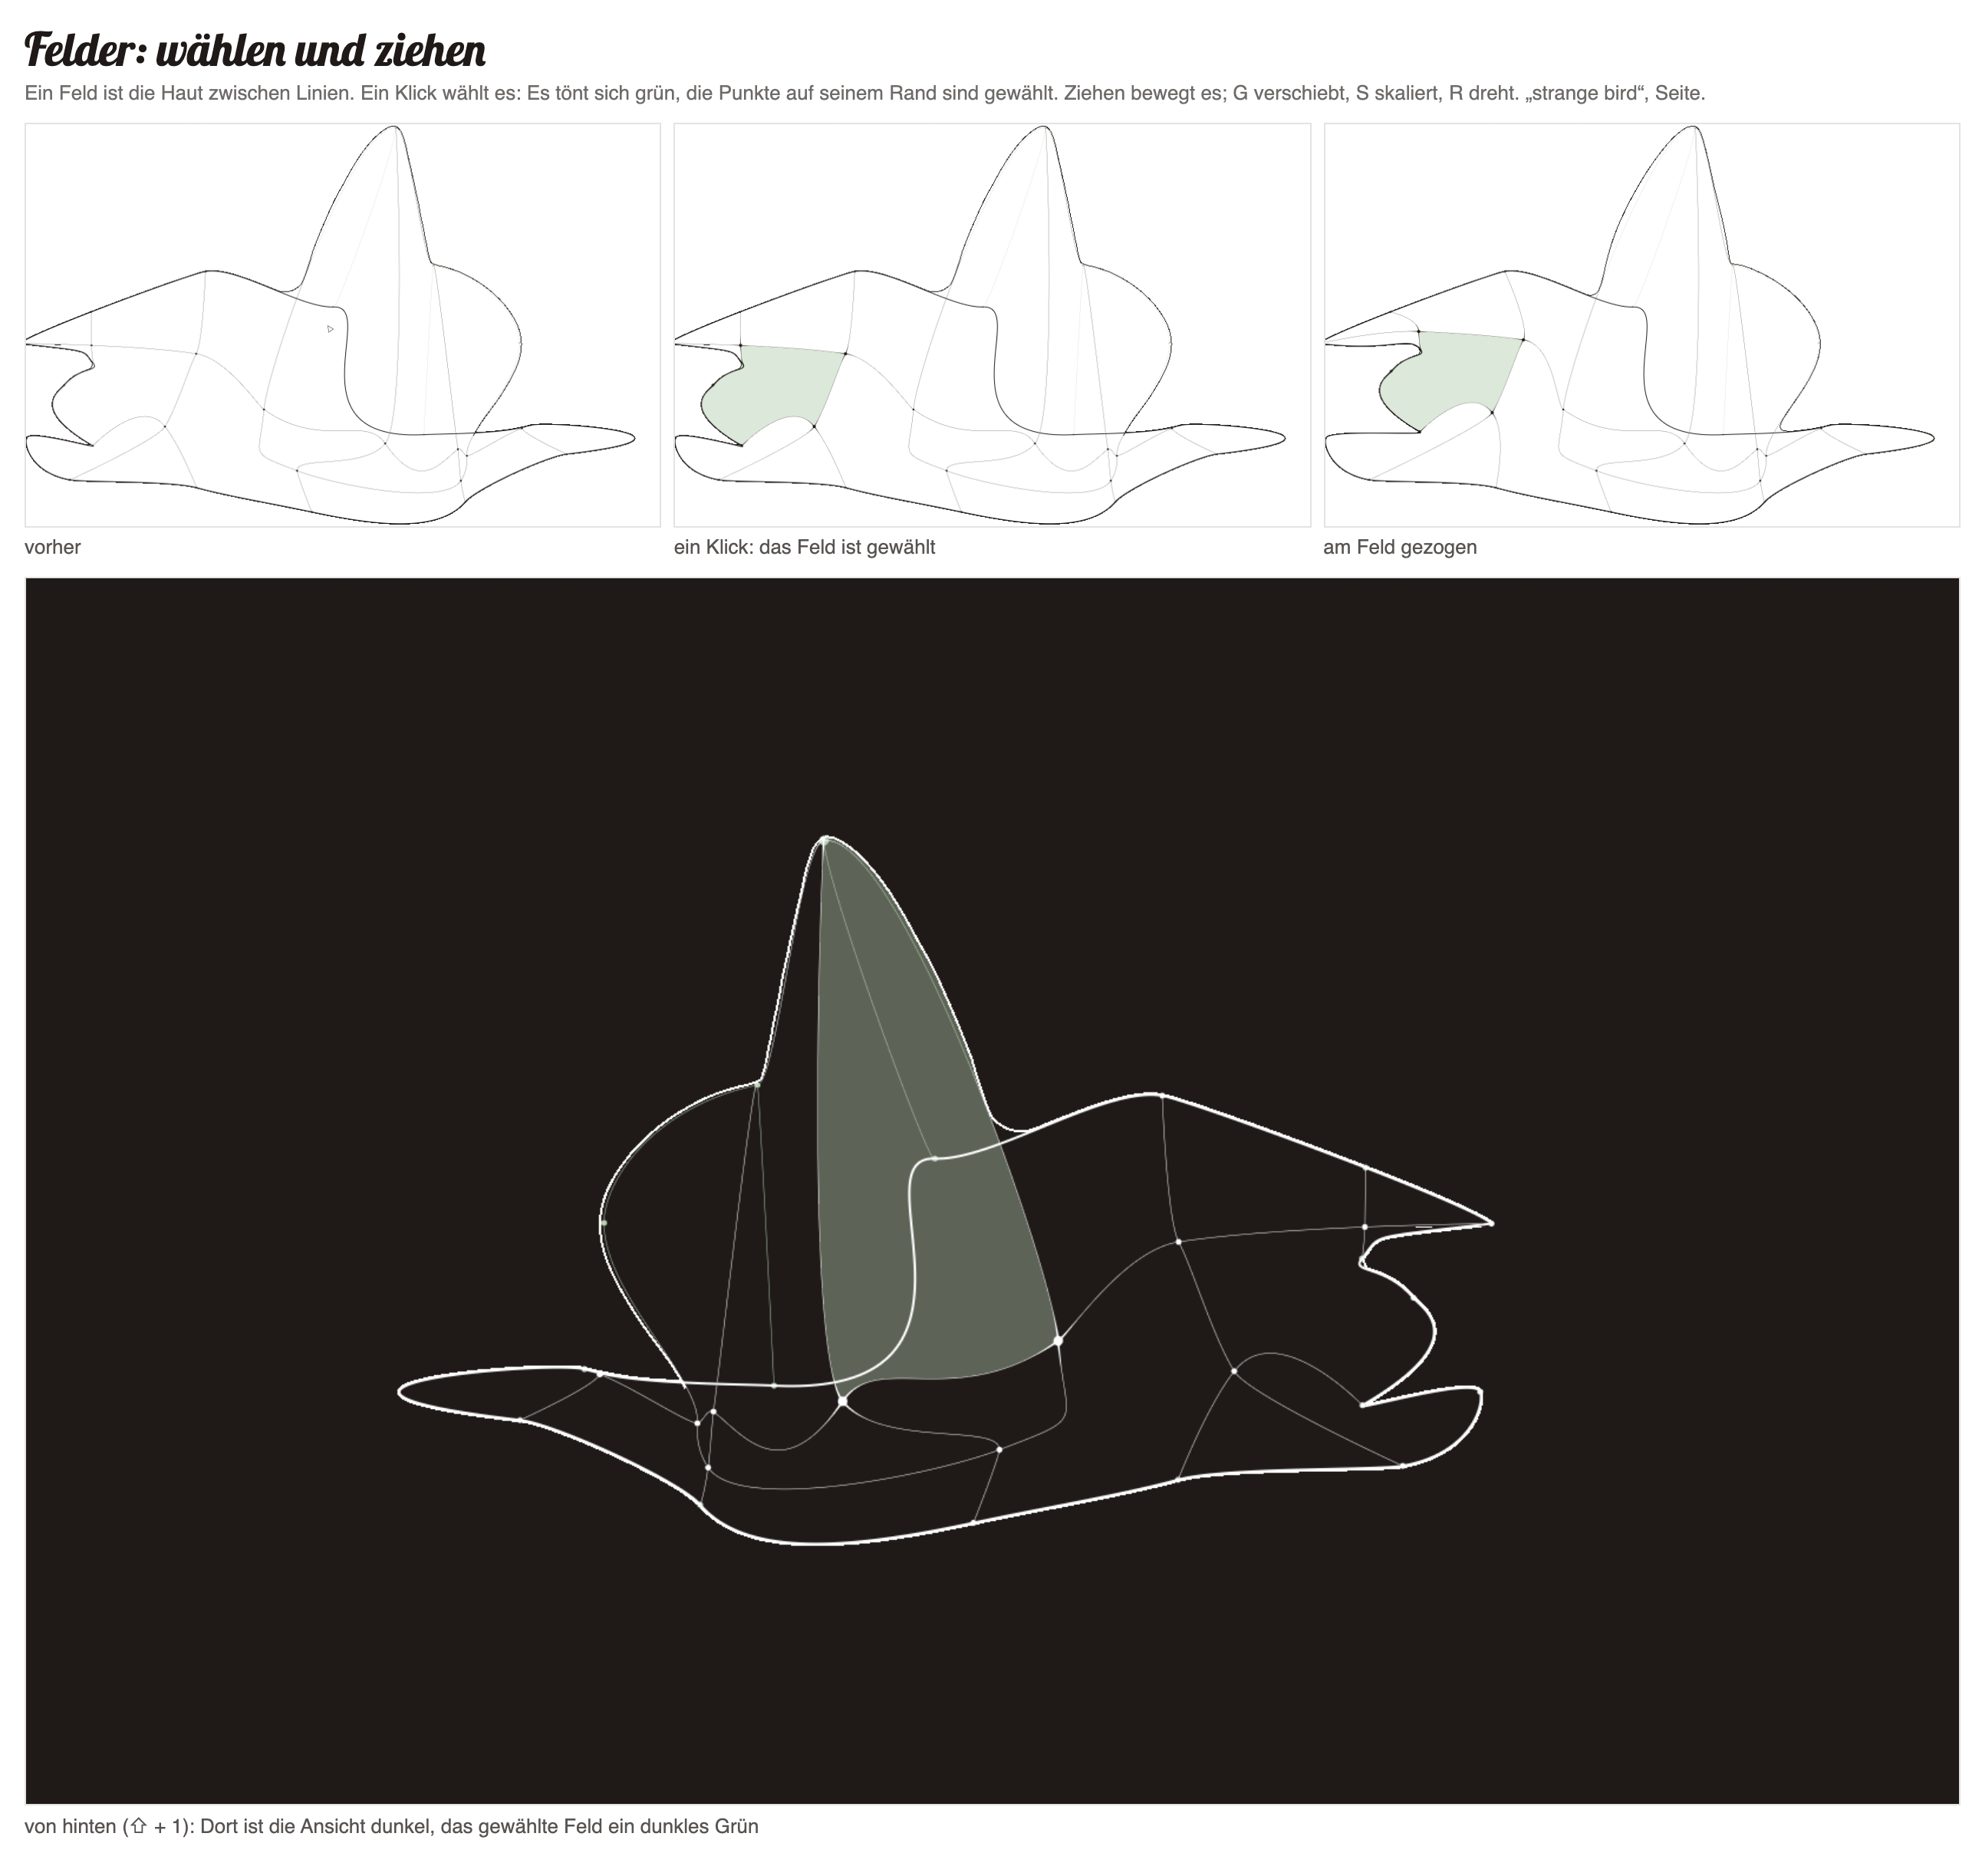 Felder: wählen und ziehen
Ein Feld ist die Haut zwischen Linien. Ein Klick wählt es: Es tönt sich grün, die Punkte auf seinem Rand sind gewählt. Ziehen bewegt es; G verschiebt, S skaliert, R dreht. „strange bird“, Seite.
vorher
ein Klick: das Feld ist gewählt
am Feld gezogen
von hinten (⇧ + 1): Dort ist die Ansicht dunkel, das gewählte Feld ein dunkles Grün